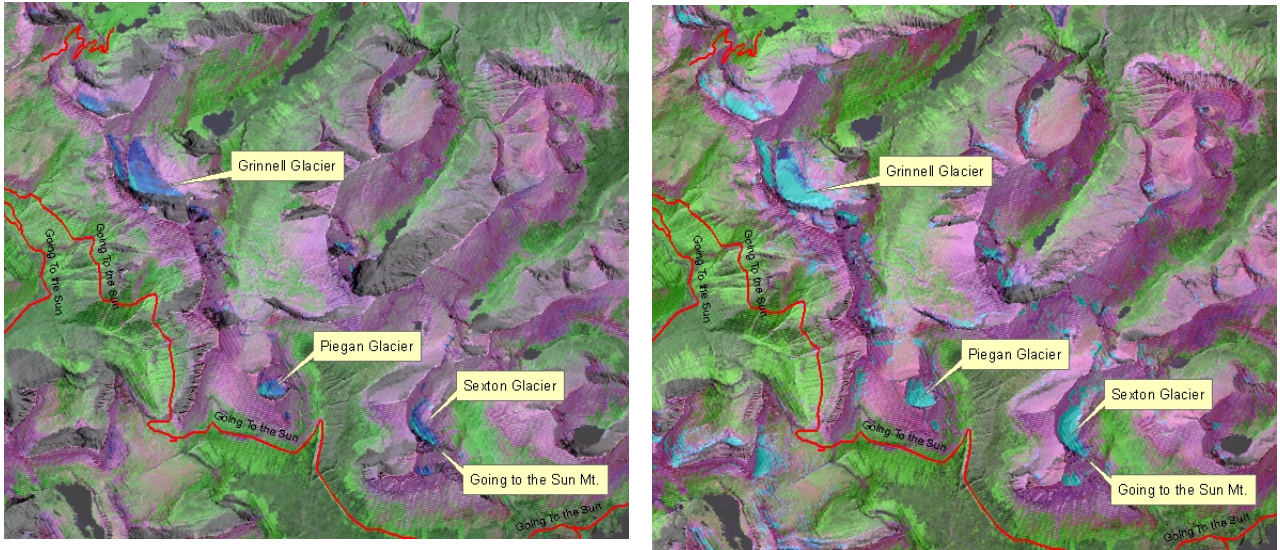 Grinnell Glacier
Going To the Sun
Going To the Sun
Piegan Glacier
Sexton Glacier
Going To the Sun
Going to the Sun Mt.
Going To the Sun
Grinnell Glacier
Going To the Sun
Going To the Sun
Piegan Glacier
Sexton Glacier
Going To the Sun
Going to the Sun Mt.
Going To the Sun